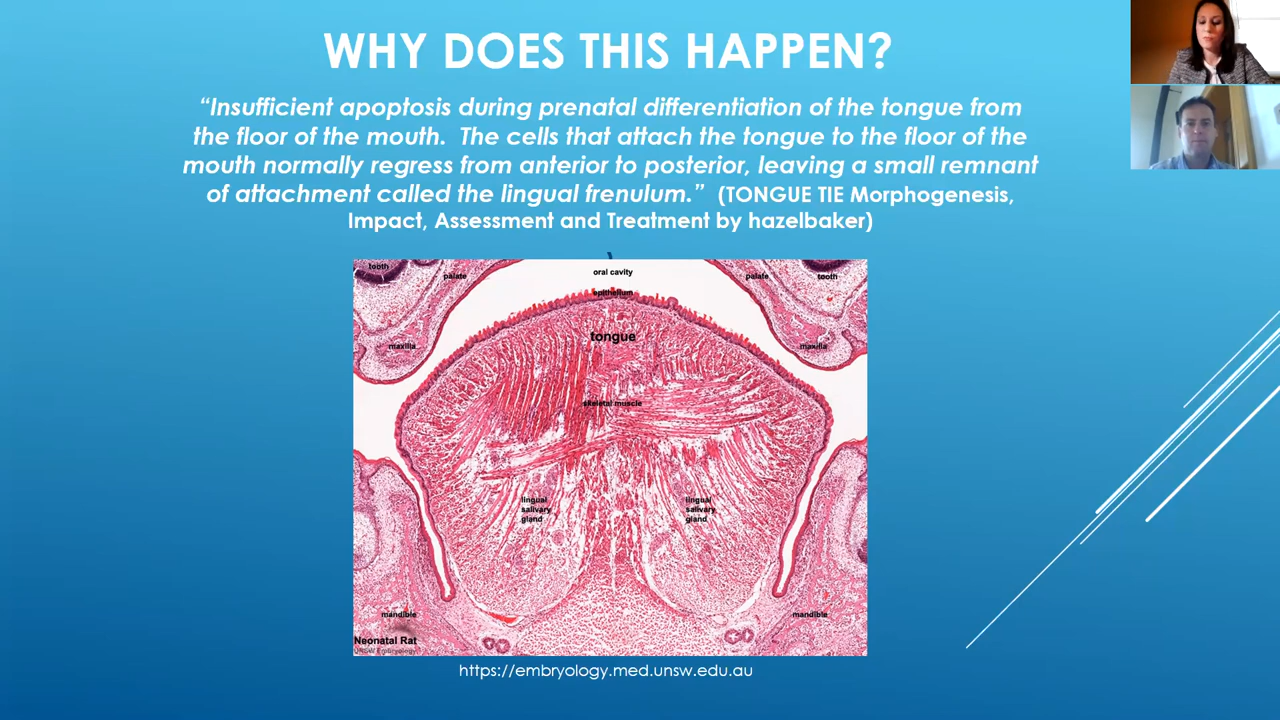 WHY DOES THIS HAPPEN?
“Insufficient apoptosis during prenatal differentiation of the tongue from
the floor of the mouth.  The cells that attach the tongue to the floor of the
mouth normally regress from anterior to posterior, leaving a small remnant
of attachment called the lingual frenulum.”  (TONGUE TIE Morphogenesis,
Impact, Assessment and Treatment by hazelbaker)
tooth
palate
oral cavity
palate
tooth
epithelium
tongue
maxilla
maxilla
skeletal muscle
lingual
salivary
gland
lingual
salivary
gland
mandible
mandible
Neonatal Rat
UNSW Embryology
https://embryology.med.unsw.edu.au